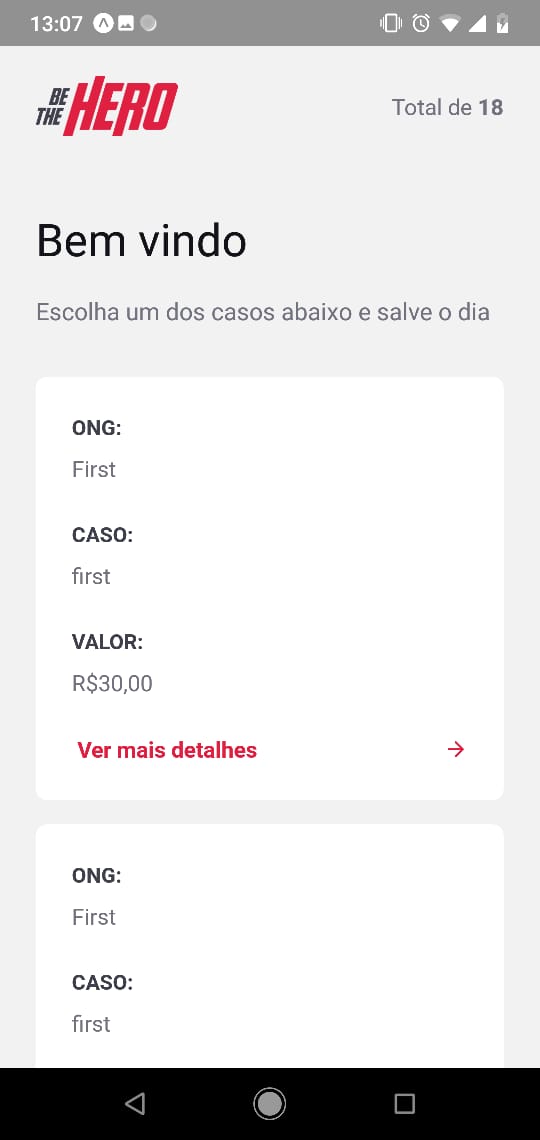 13:07
BE
THE HERO
Total de 18
Bem vindo
Escolha um dos casos abaixo e salve o dia
ONG:
First
CASO:
first
VALOR:
R$30,00
Ver mais detalhes
ONG:
First
CASO:
first